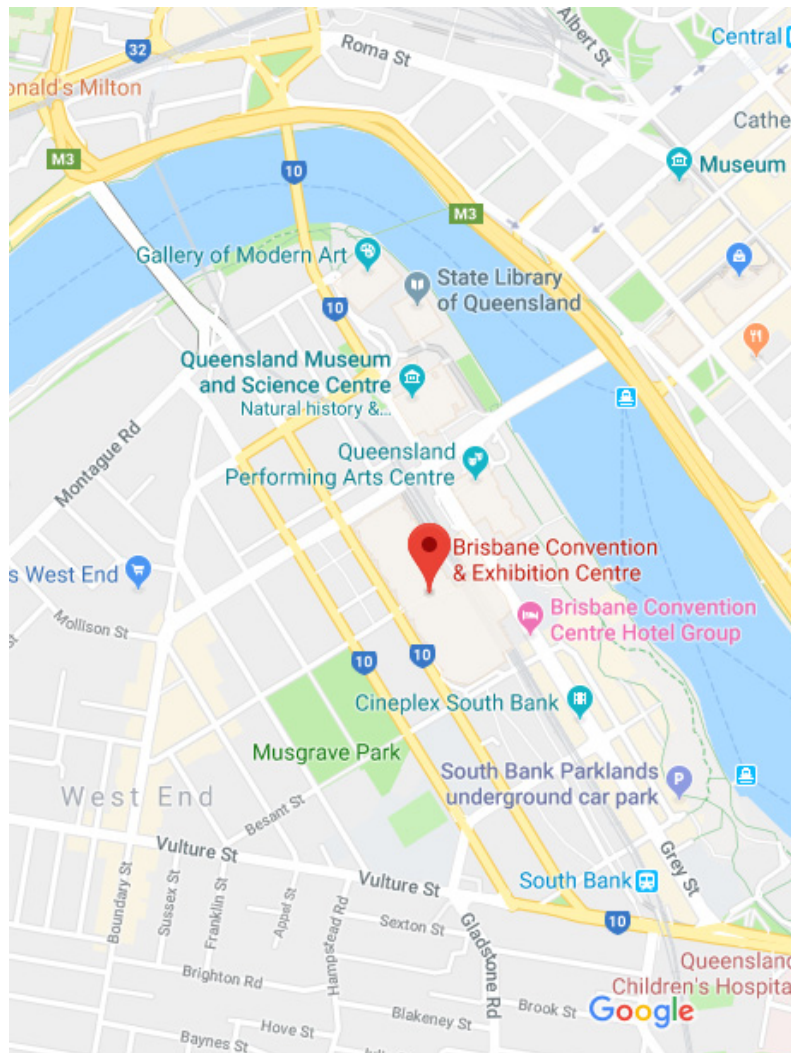 32
Roma St
Albert St
Central
onald's Milton
Cathe
M3
10
Museum
M3
Gallery of Modern Art
State Library
of Queensland
10
Queensland Museum
and Science Centre
Natural history &...
Montague Rd
Queensland
Performing Arts Centre
Brisbane Convention
& Exhibition Centre
s West End
Brisbane Convention
Centre Hotel Group
Mollison St
10
10
Cineplex South Bank
Musgrave Park
South Bank Parklands
underground car park
P
West End
Besant St
Vulture St
Grey St
Vulture St
South Bank
Boundary St
Sussex St
Franklin St
Appel St
Hampstead Rd
Sexton St
Gladstone Rd
10
Brighton Rd
Queensland
Children's Hospita
Blakeney St
Brook St
Google
Hove St
Baynes St